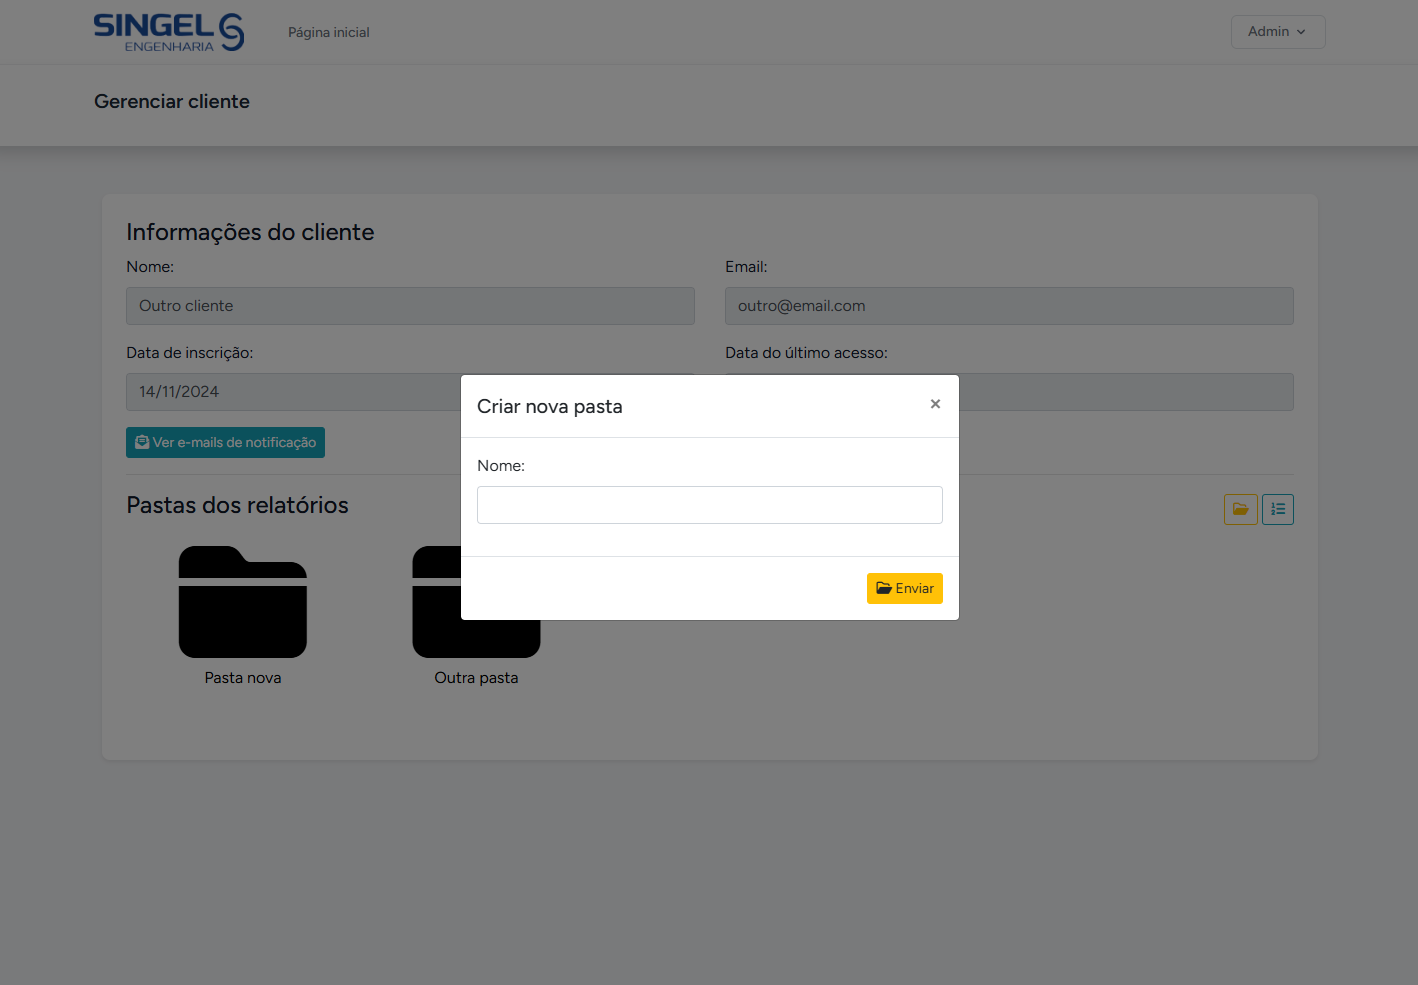 SINGEL
ENGENHARIA
Página inicial
Admin
Gerenciar cliente
Informações do cliente
Nome:
Email:
Outro cliente
outro@email.com
Data de inscrição:
Data do último acesso:
14/11/2024
Criar nova pasta
×
Ver e-mails de notificação
Nome:
Pastas dos relatórios
Enviar
Pasta nova
Outra pasta